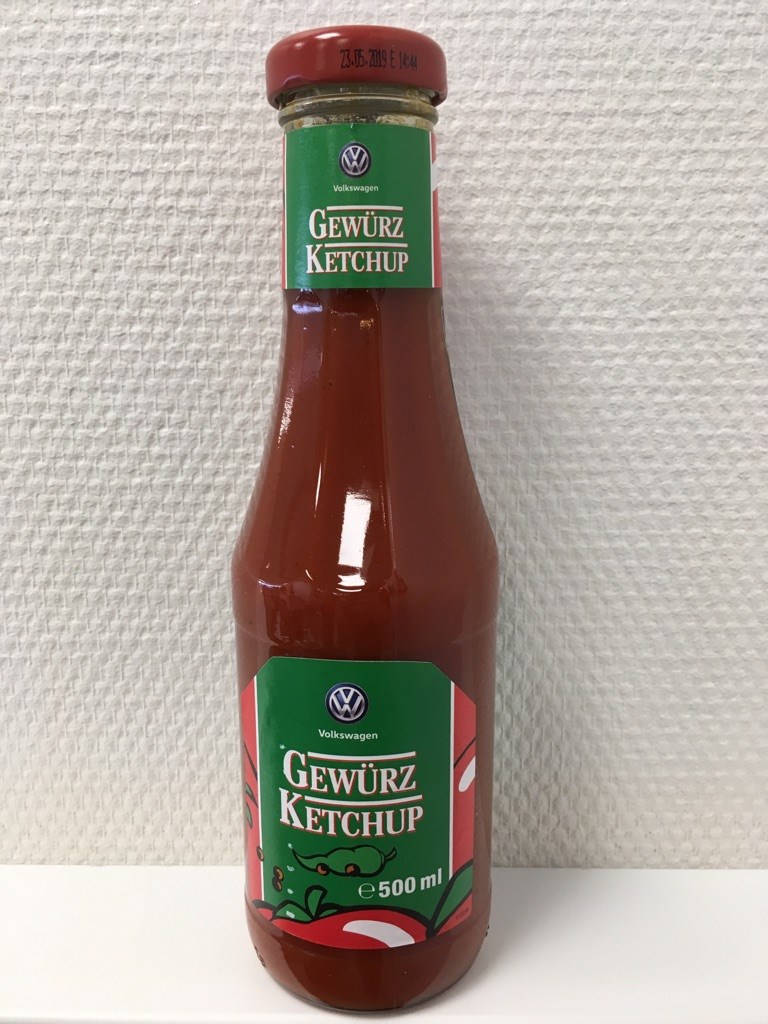 23.05.2019 E 14:44
Volkswagen
GEWÜRZ
KETCHUP
Volkswagen
GEWÜRZ
KETCHUP
e 500 ml